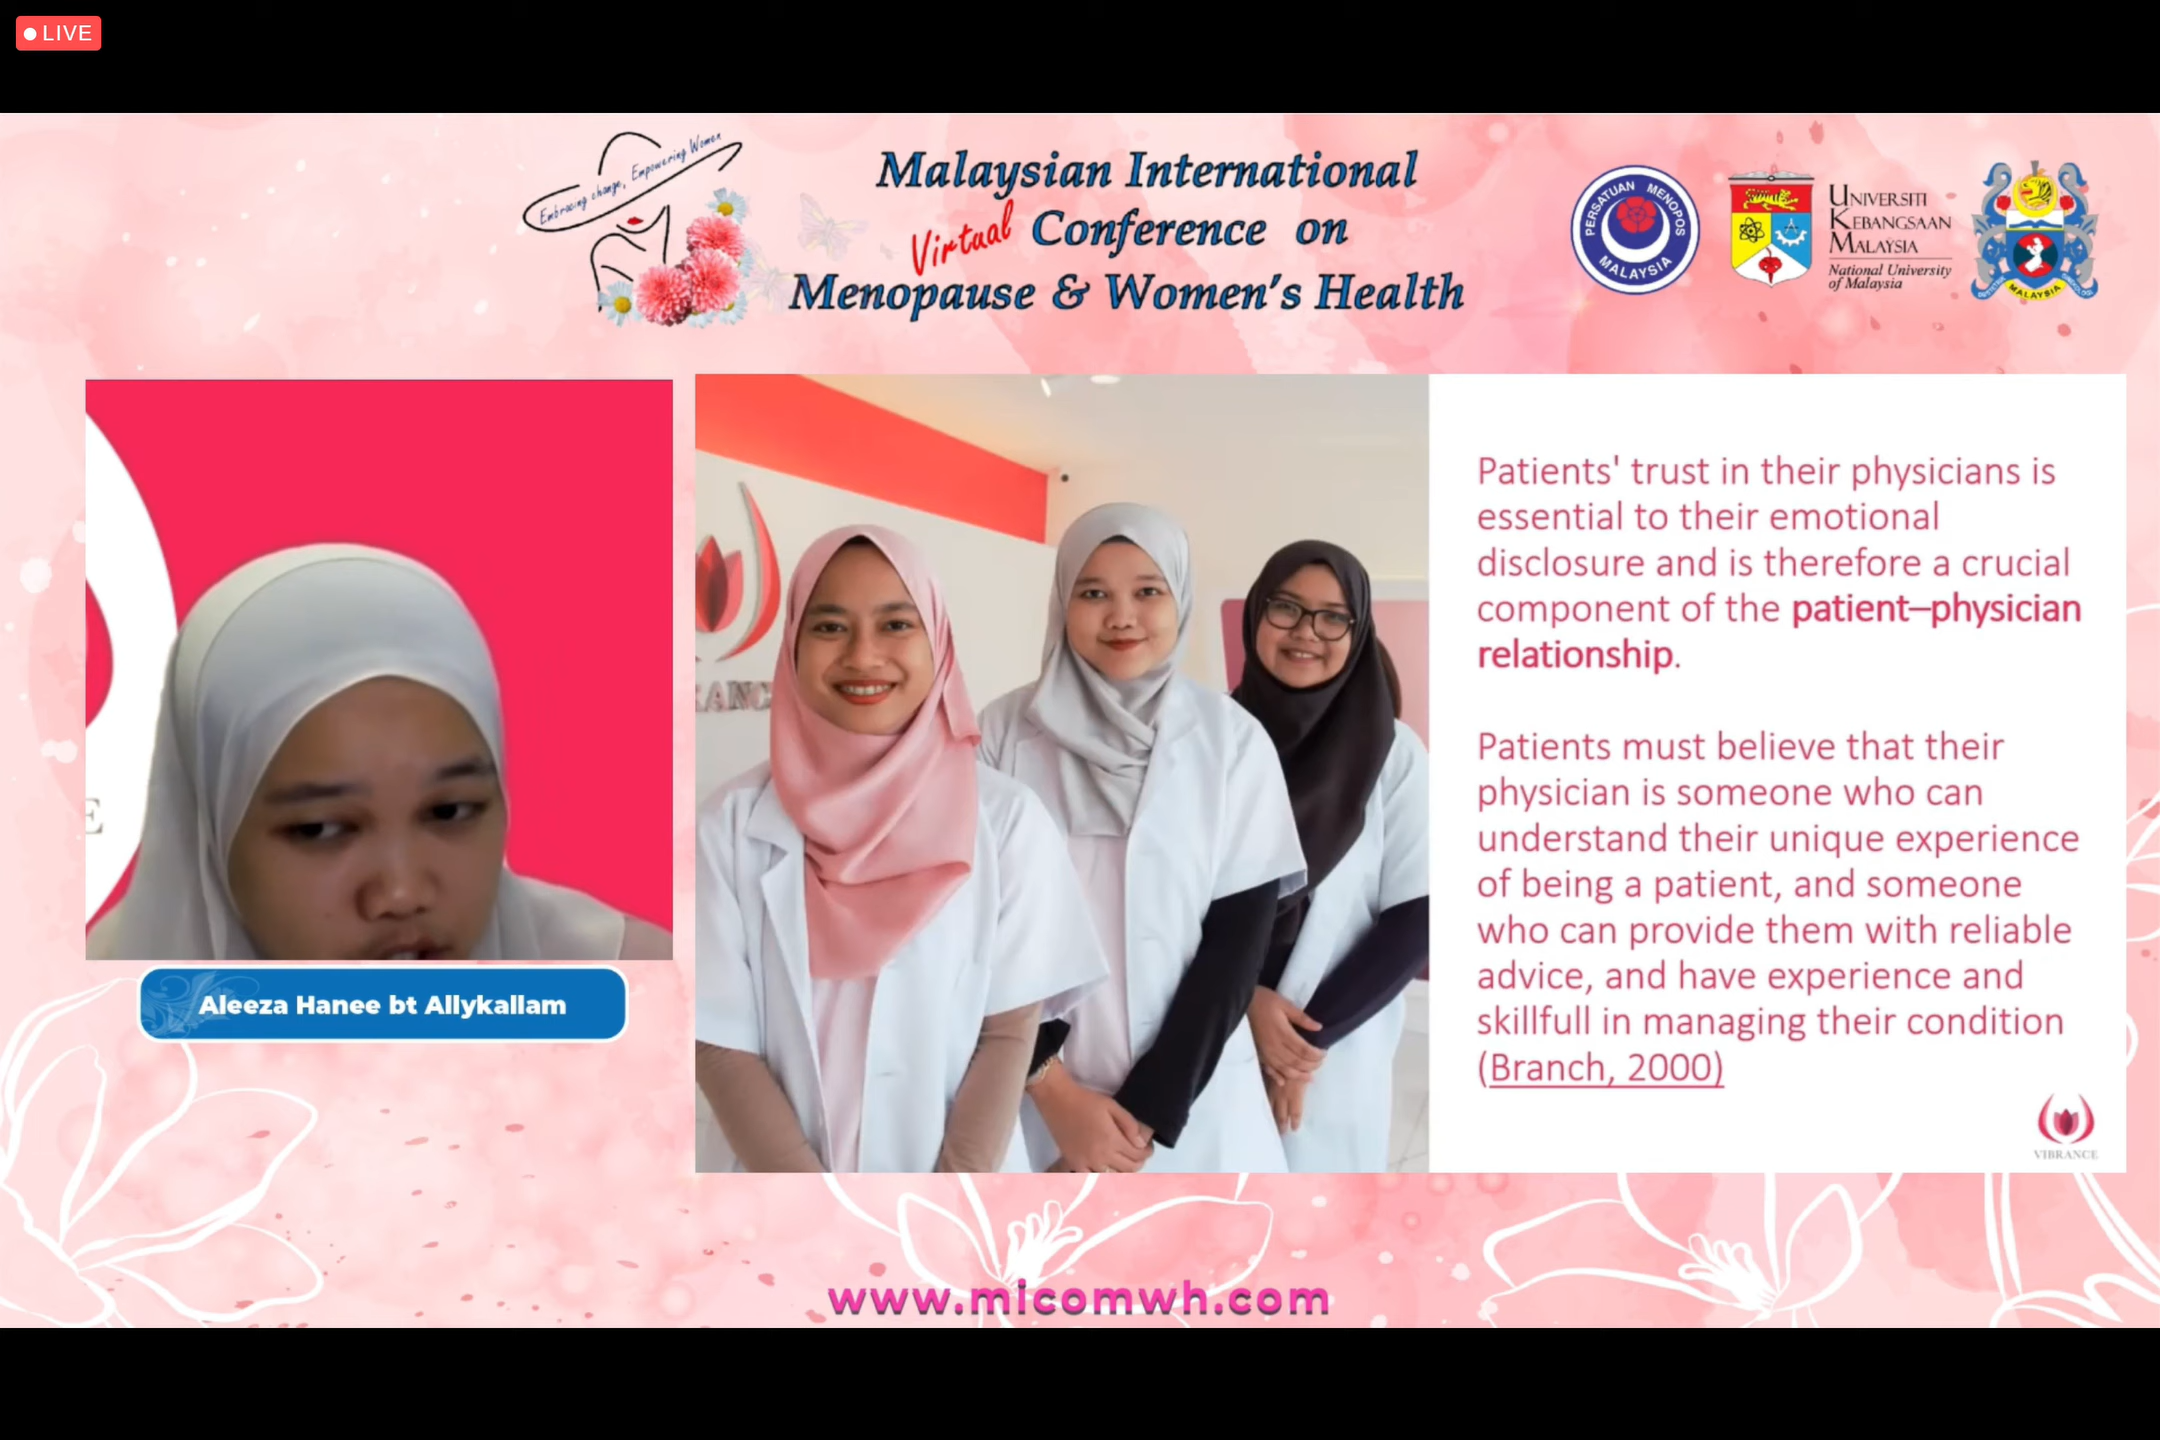 LIVE
Embracing change, Empowering Women
Malaysian International
Virtual Conference on
Menopause & Women's Health
PERSATUAN MENOPOS
MALAYSIA
UNIVERSITI
KEBANGSAAN
MALAYSIA
National University
of Malaysia
MALAYSIA
E
RANC
Patients' trust in their physicians is
essential to their emotional
disclosure and is therefore a crucial
component of the patient–physician
relationship.
Patients must believe that their
physician is someone who can
understand their unique experience
of being a patient, and someone
who can provide them with reliable
advice, and have experience and
skillfull in managing their condition
(Branch, 2000)
VIBRANCE
Aleeza Hanee bt Allykallam
www.micomwh.com